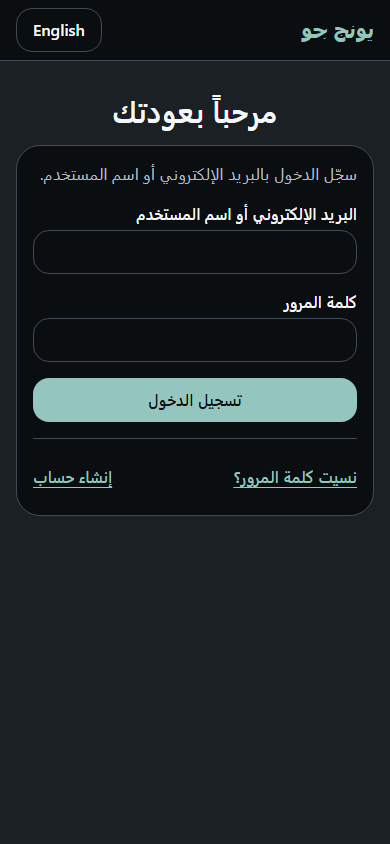 يونج جو
English
مرحباً بعودتك
سجّل الدخول بالبريد الإلكتروني أو اسم المستخدم.
البريد الإلكتروني أو اسم المستخدم
كلمة المرور
تسجيل الدخول
نسيت كلمة المرور؟
إنشاء حساب